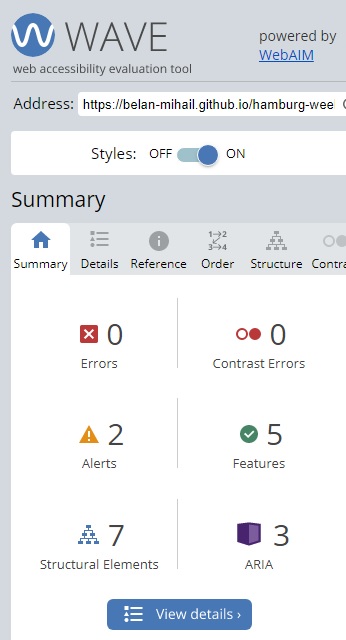 WAVE
web accessibility evaluation tool
powered by
WebAIM
Address: https://belan-mihail.github.io/hamburg-wee
Styles: OFF ON
Summary
Summary Details Reference Order Structure Contra
0 0
Errors Contrast Errors
2 5
Alerts Features
7 3
Structural Elements ARIA
View details ›